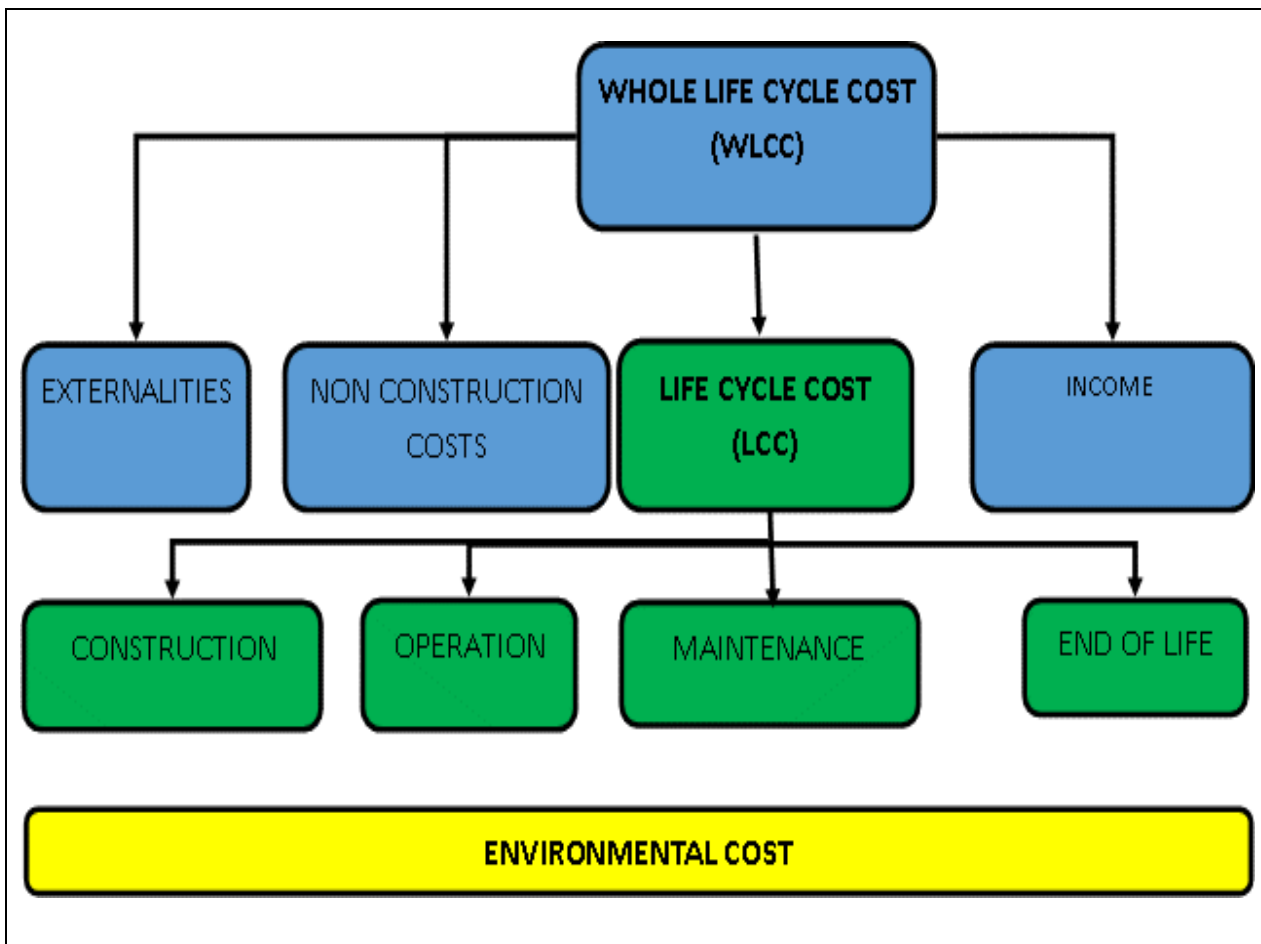 WHOLE LIFE CYCLE COST
(WLCC)
EXTERNALITIES
NON CONSTRUCTION
COSTS
LIFE CYCLE COST
(LCC)
INCOME
CONSTRUCTION
OPERATION
MAINTENANCE
END OF LIFE
ENVIRONMENTAL COST